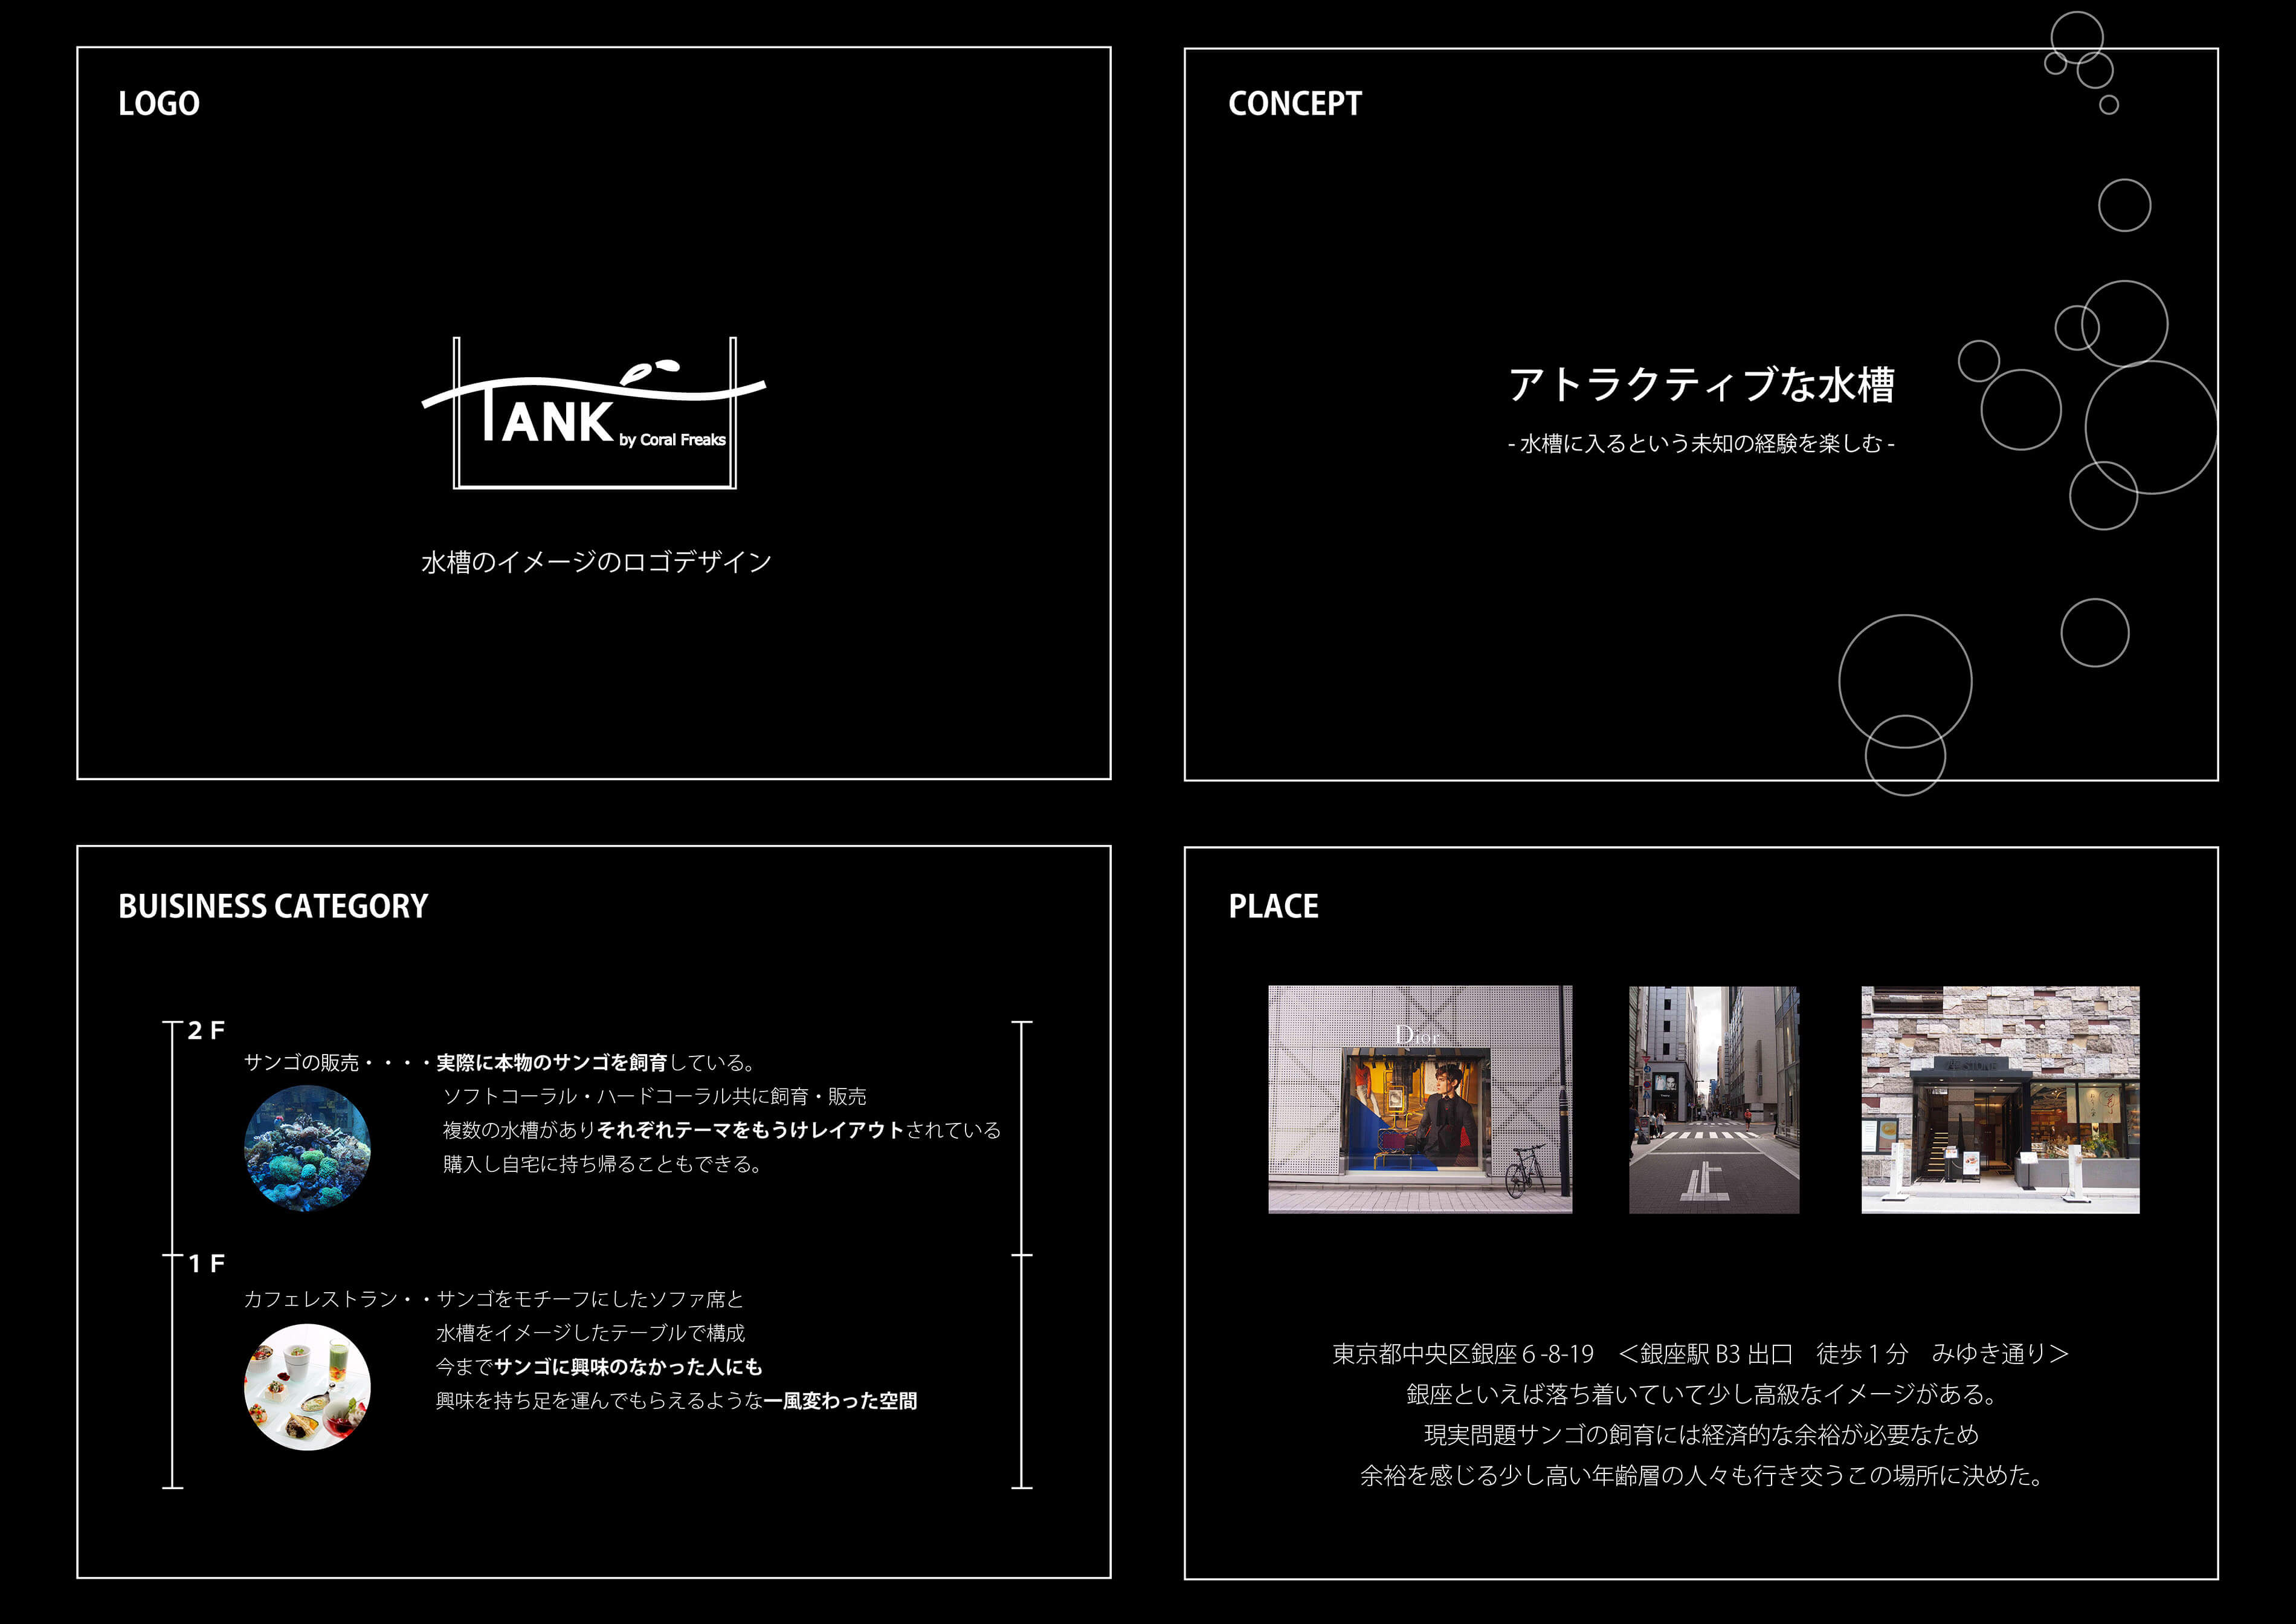 LOGO
TANK by Coral Freaks
水槽のイメージのロゴデザイン
CONCEPT
アトラクティブな水槽
- 水槽に入るという未知の経験を楽しむ -
BUISINESS CATEGORY
2 F
サンゴの販売・・・・実際に本物のサンゴを飼育している。
ソフトコーラル・ハードコーラル共に飼育・販売
複数の水槽がありそれぞれテーマをもうけレイアウトされている
購入し自宅に持ち帰ることもできる。
1 F
カフェレストラン・・サンゴをモチーフにしたソファ席と
水槽をイメージしたテーブルで構成
今までサンゴに興味のなかった人にも
興味を持ち足を運んでもらえるような一風変わった空間
PLACE
Dior
東京都中央区銀座６-8-19　＜銀座駅 B3 出口　徒歩 1 分　みゆき通り＞
銀座といえば落ち着いていて少し高級なイメージがある。
現実問題サンゴの飼育には経済的な余裕が必要なため
余裕を感じる少し高い年齢層の人々も行き交うこの場所に決めた。